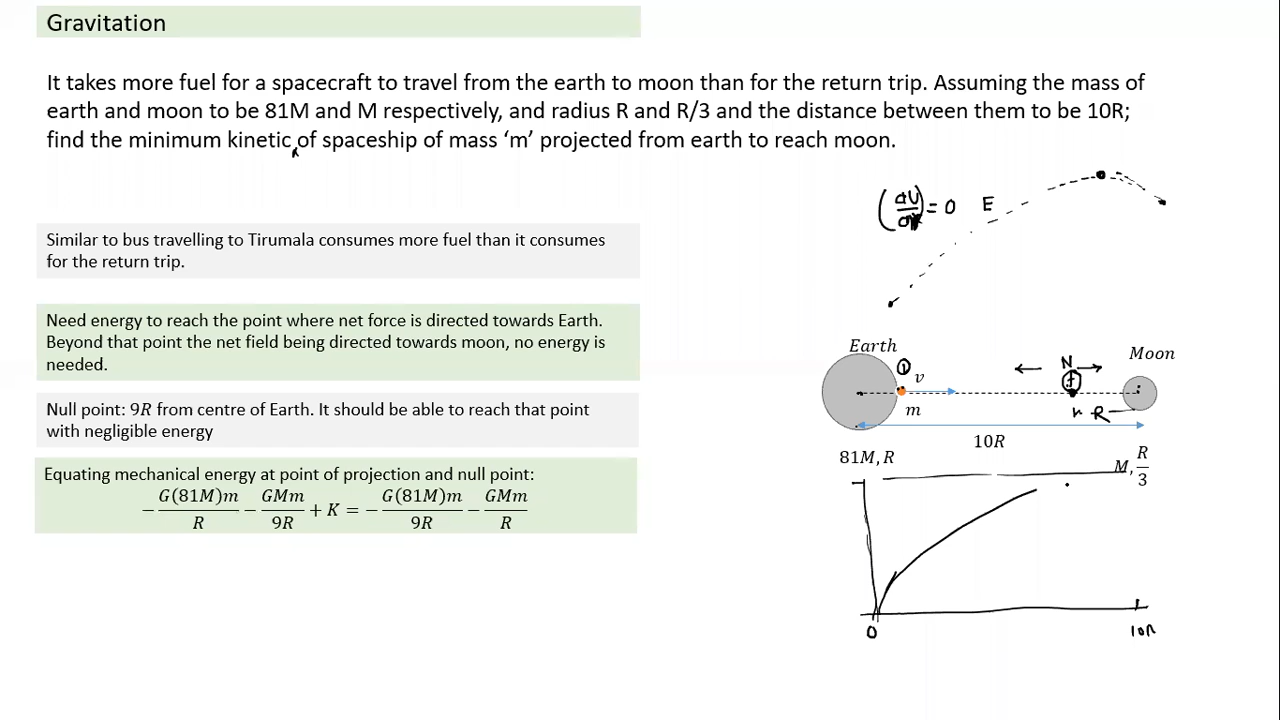 Gravitation
It takes more fuel for a spacecraft to travel from the earth to moon than for the return trip. Assuming the mass of
earth and moon to be 81M and M respectively, and radius R and R/3 and the distance between them to be 10R;
find the minimum kinetic of spaceship of mass ‘m’ projected from earth to reach moon.
Similar to bus travelling to Tirumala consumes more fuel than it consumes
for the return trip.
Need energy to reach the point where net force is directed towards Earth.
Beyond that point the net field being directed towards moon, no energy is
needed.
Null point: 9R from centre of Earth. It should be able to reach that point
with negligible energy
Equating mechanical energy at point of projection and null point:
−G(81M)m/R − GMm/9R + K = −G(81M)m/9R − GMm/R
= 0 E
Earth
Moon
N
v
m
R
10R
81M, R
M, R/3
0
10R